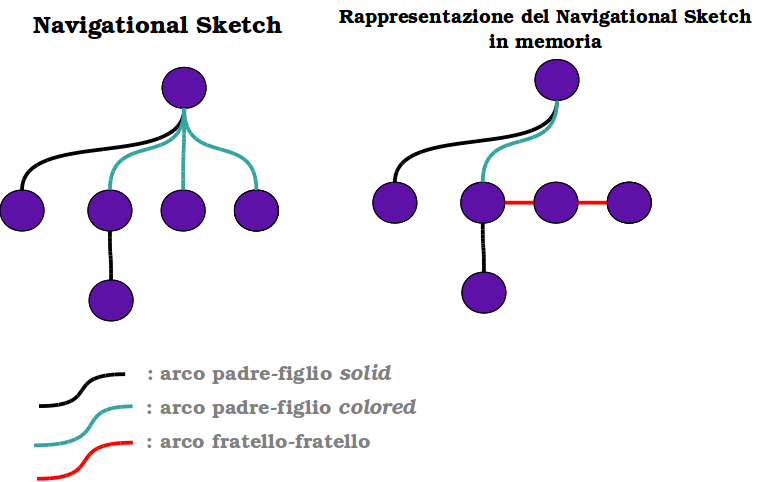 Navigational Sketch
Rappresentazione del Navigational Sketch
in memoria
: arco padre-figlio solid
: arco padre-figlio colored
: arco fratello-fratello